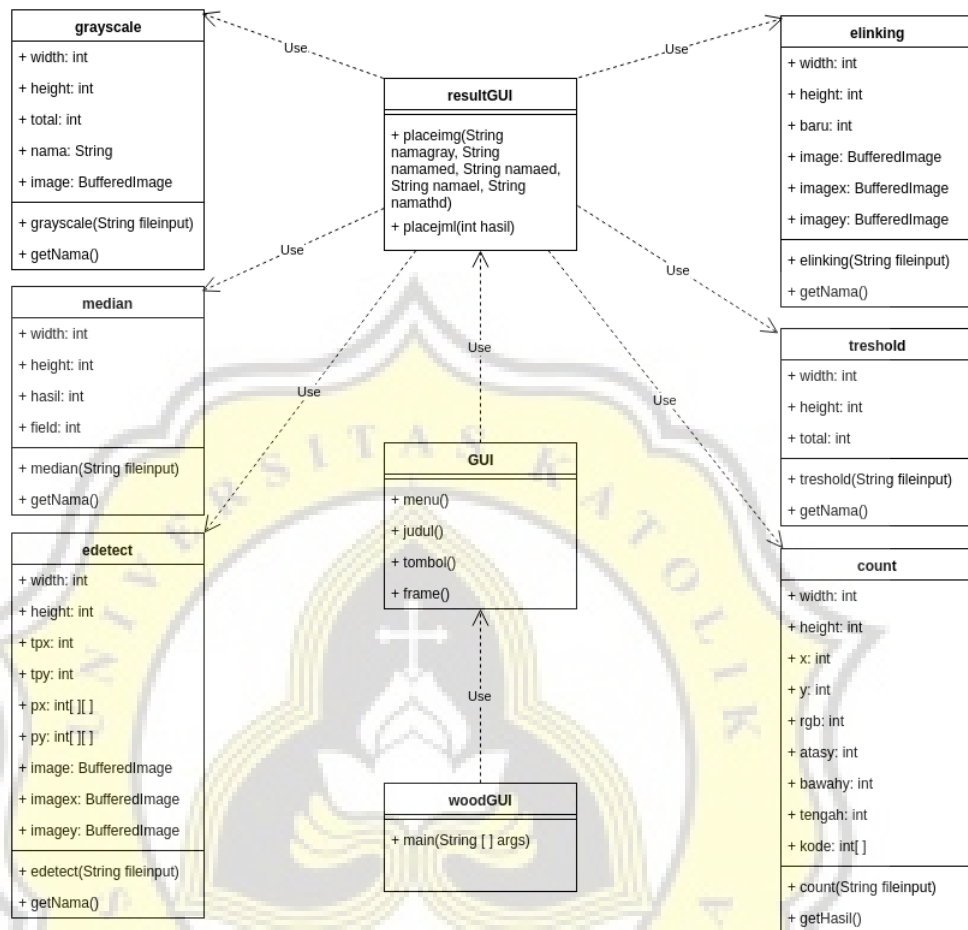 grayscale
+ width: int
+ height: int
+ total: int
+ nama: String
+ image: BufferedImage
+ grayscale(String fileinput)
+ getNama()
median
+ width: int
+ height: int
+ hasil: int
+ field: int
+ median(String fileinput)
+ getNama()
edetect
+ width: int
+ height: int
+ tpx: int
+ tpy: int
+ px: int[ ][ ]
+ py: int[ ][ ]
+ image: BufferedImage
+ imagex: BufferedImage
+ imagey: BufferedImage
+ edetect(String fileinput)
+ getNama()
Use
Use
Use
resultGUI
+ placeimg(String
namagray, String
namamed, String namaed,
String namael, String
namathd)
+ placejml(int hasil)
Use
GUI
+ menu()
+ judul()
+ tombol()
+ frame()
Use
woodGUI
+ main(String [ ] args)
Use
Use
Use
elinking
+ width: int
+ height: int
+ baru: int
+ image: BufferedImage
+ imagex: BufferedImage
+ imagey: BufferedImage
+ elinking(String fileinput)
+ getNama()
treshold
+ width: int
+ height: int
+ total: int
+ treshold(String fileinput)
+ getNama()
count
+ width: int
+ height: int
+ x: int
+ y: int
+ rgb: int
+ atasy: int
+ bawahy: int
+ tengah: int
+ kode: int[ ]
+ count(String fileinput)
+ getHasil()
UNIVERSITAS KATOLIK